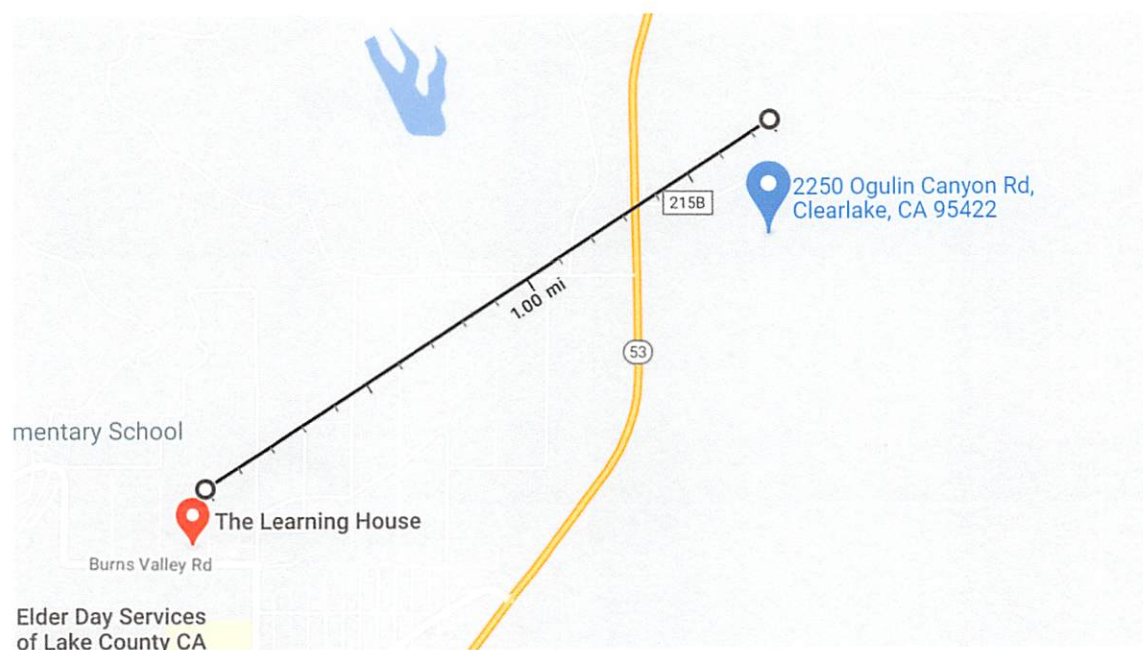 2250 Ogulin Canyon Rd,
Clearlake, CA 95422
215B
1.00 mi
53
mentary School
The Learning House
Burns Valley Rd
Elder Day Services
of Lake County CA